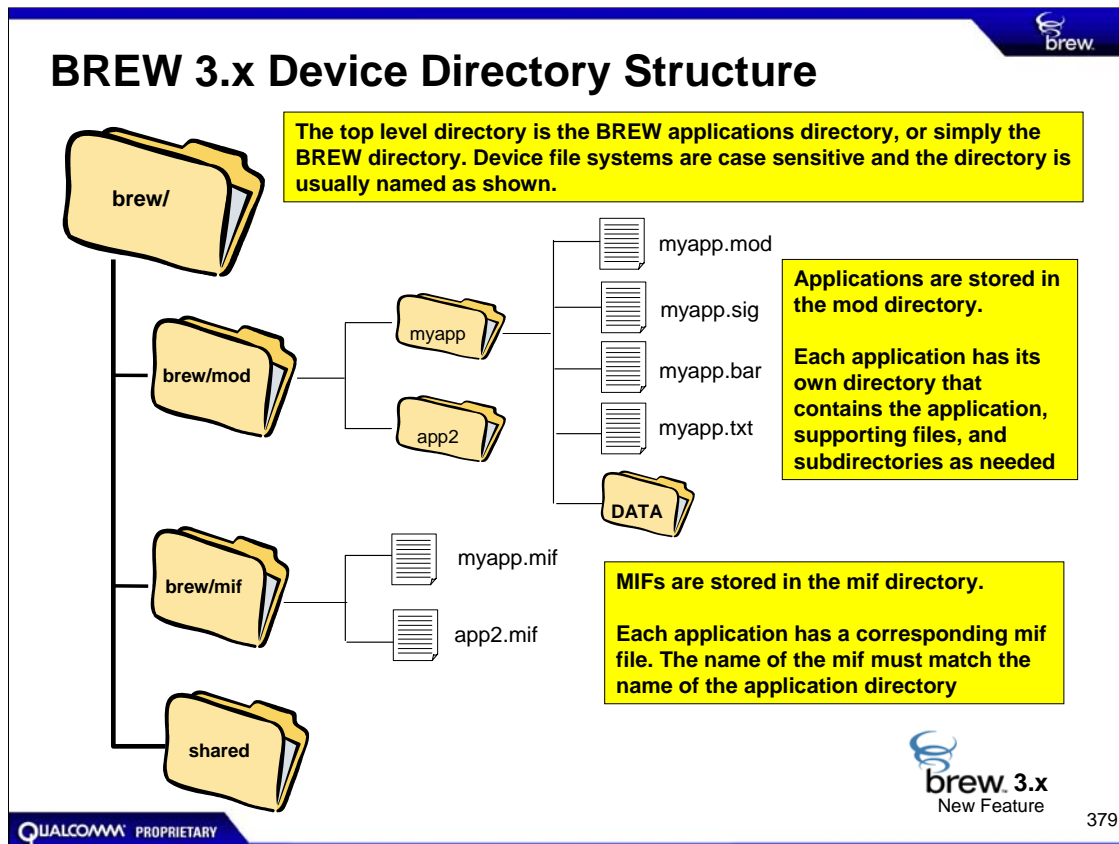 brew.
BREW 3.x Device Directory Structure
The top level directory is the BREW applications directory, or simply the
BREW directory. Device file systems are case sensitive and the directory is
usually named as shown.
brew/
myapp.mod
myapp.sig
myapp.bar
myapp.txt
DATA
myapp
app2
brew/mod
Applications are stored in
the mod directory.
Each application has its
own directory that
contains the application,
supporting files, and
subdirectories as needed
brew/mif
myapp.mif
app2.mif
MIFs are stored in the mif directory.
Each application has a corresponding mif
file. The name of the mif must match the
name of the application directory
shared
brew. 3.x
New Feature
379
QUALCOMM PROPRIETARY